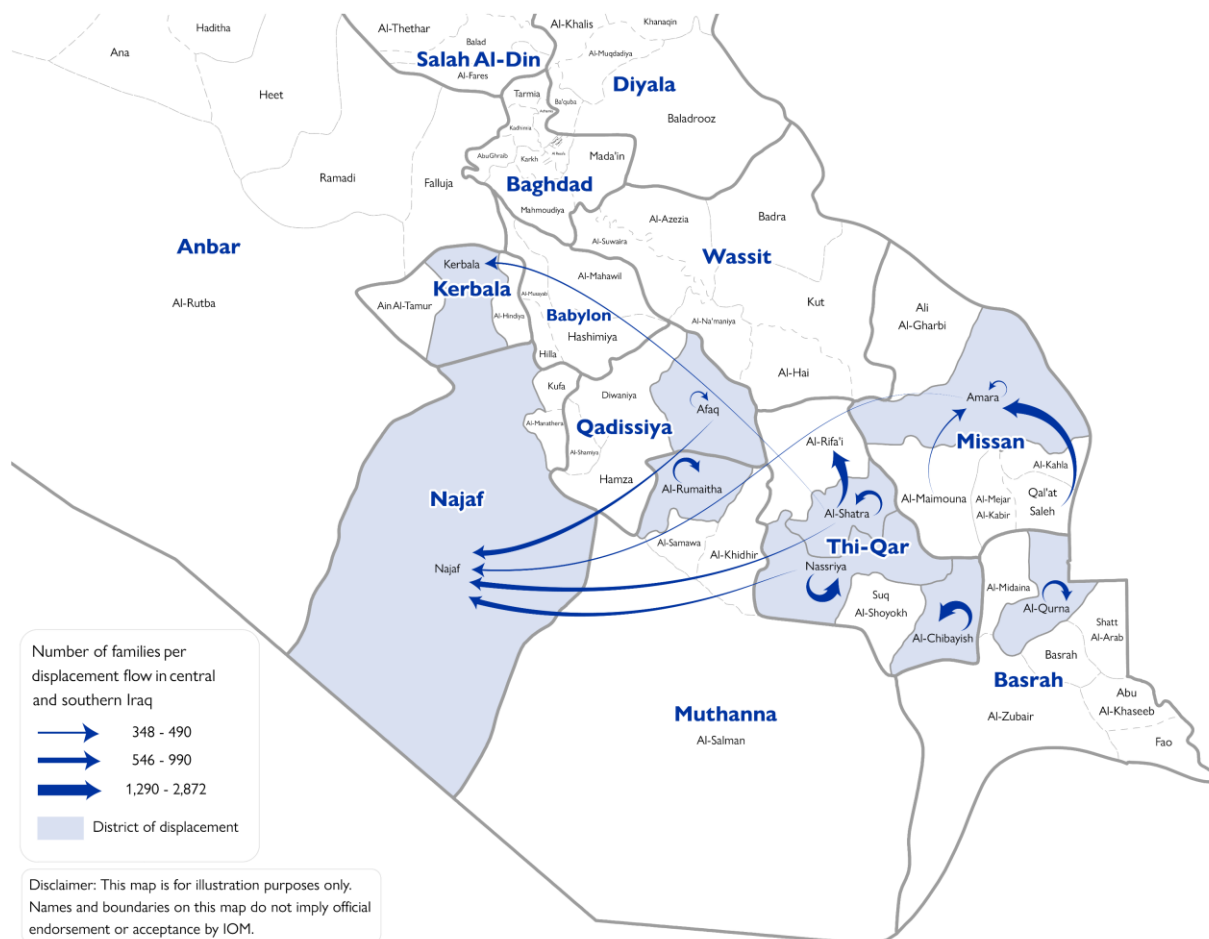 Haditha
Al-Thethar
Al-Khalis
Khanaqin
Ana
Balad
Al-Muqdadiya
Salah Al-Din
Al-Fares
Diyala
Heet
Tarmia
Ba'quba
Baladrooz
Kadhmra
AbuGhraib
Karkh
Mada'in
Ramadi
Falluja
Baghdad
Mahmoudiya
Al-Azezia
Badra
Anbar
Al-Suwaira
Wassit
Kerbala
Al-Mahawil
Kerbala
Al-Rutba
Ain Al-Tamur
Al-Musayab
Kut
Al-Hindiya
Babylon
Al-Na'maniya
Ali
Al-Gharbi
Hashimiya
Hilla
Al-Hai
Kufa
Diwaniya
Amara
Afaq
Al-Manathera
Qadissiya
Al-Rifa'i
Missan
Al-Shamiya
Al-Kahla
Hamza
Al-Rumaitha
Najaf
Al-Maimouna
Al-Mejar
Al-Kabir
Qal'at
Saleh
Al-Shatra
Al-Samawa
Al-Khidhir
Thi-Qar
Najaf
Nassriya
Al-Midaina
Suq
Al-Shoyokh
Al-Qurna
Al-Chibayish
Shatt
Al-Arab
Basrah
Basrah
Abu
Al-Khaseeb
Muthanna
Al-Zubair
Al-Salman
Fao
Number of families per
displacement flow in central
and southern Iraq
348 - 490
546 - 990
1,290 - 2,872
District of displacement
Disclaimer: This map is for illustration purposes only.
Names and boundaries on this map do not imply official
endorsement or acceptance by IOM.